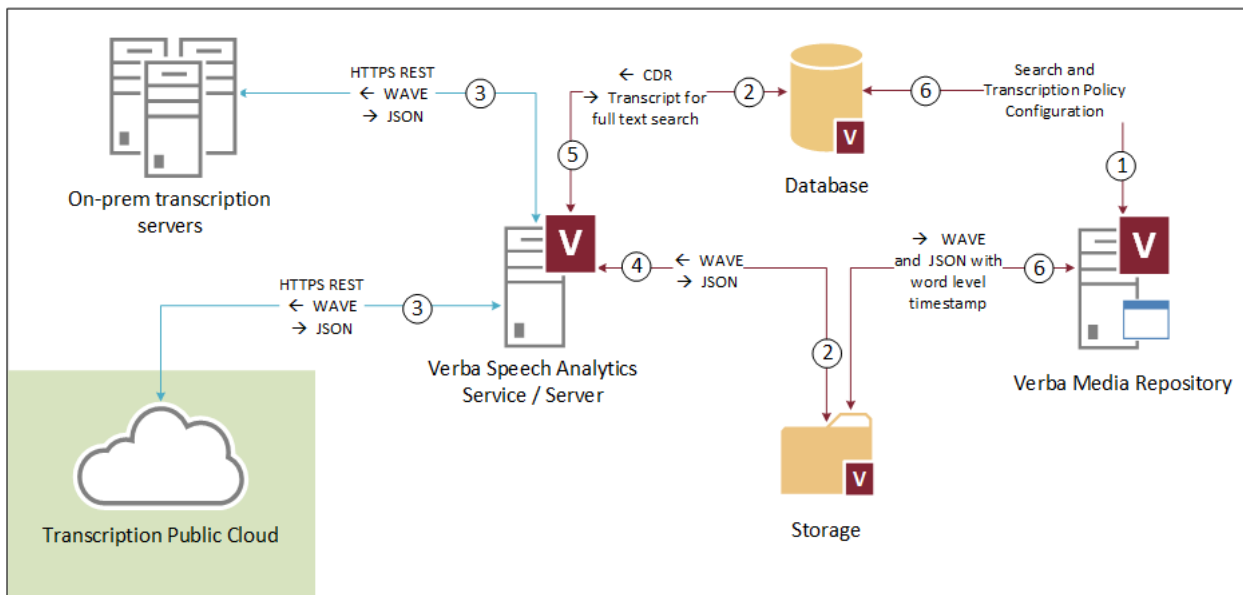 HTTPS REST
← WAVE
→ JSON
3
On-prem transcription
servers
← CDR
→ Transcript for
full text search
2
5
V
Database
6
Search and
Transcription Policy
Configuration
1
V
Verba Speech Analytics
Service / Server
4
← WAVE
→ JSON
2
→ WAVE
and JSON with
word level
timestamp
6
V
Verba Media Repository
V
Storage
HTTPS REST
← WAVE
→ JSON
3
Transcription Public Cloud